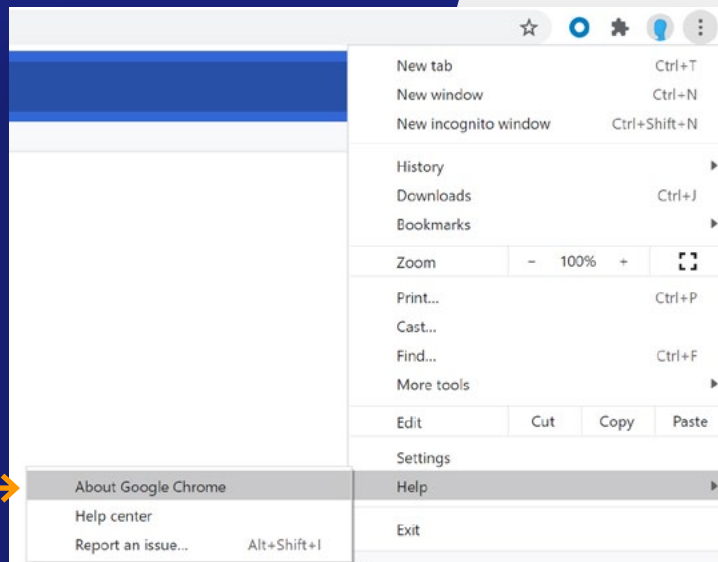 New tab Ctrl+T
New window Ctrl+N
New incognito window Ctrl+Shift+N
History
Downloads Ctrl+J
Bookmarks
Zoom - 100% +
Print... Ctrl+P
Cast...
Find... Ctrl+F
More tools
Edit Cut Copy Paste
Settings
About Google Chrome Help
Help center
Exit
Report an issue... Alt+Shift+I